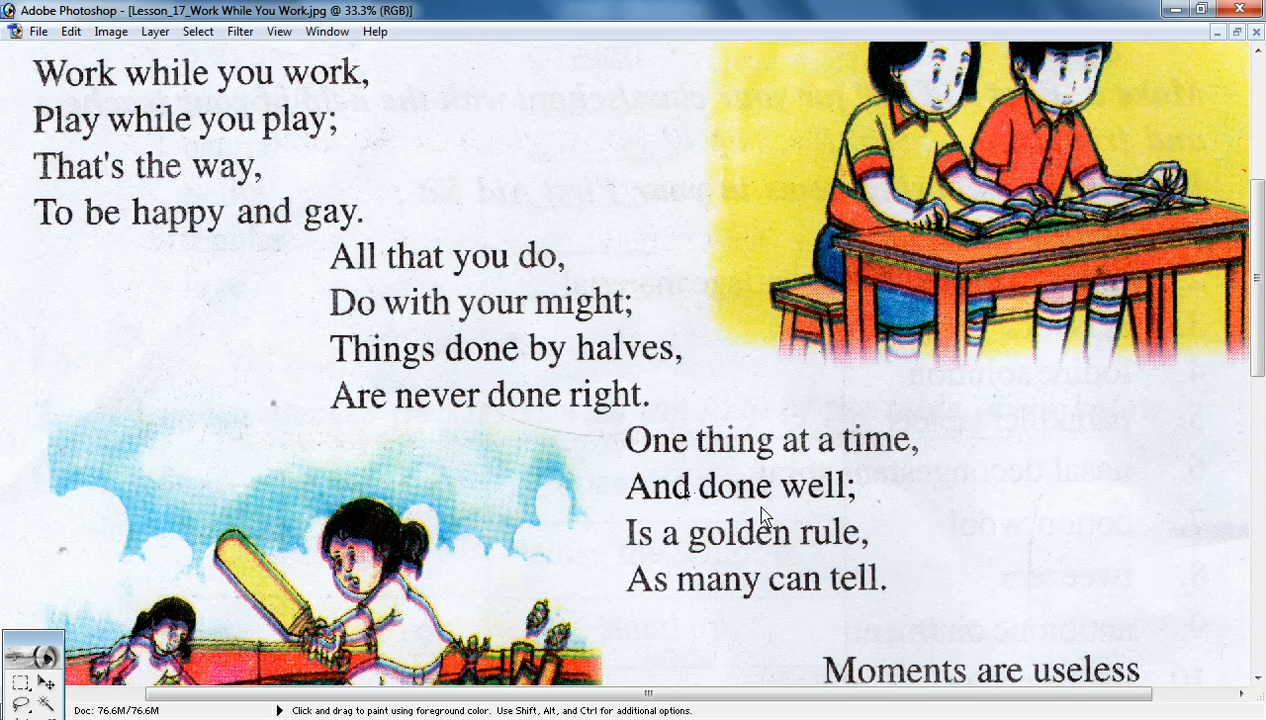 Adobe Photoshop - [Lesson_17_Work While You Work.jpg @ 33.3% (RGB)]
File Edit Image Layer Select Filter View Window Help
Work while you work,
Play while you play;
That's the way,
To be happy and gay.
All that you do,
Do with your might;
Things done by halves,
Are never done right.
One thing at a time,
And done well;
Is a golden rule,
As many can tell.
Moments are useless
Doc: 76.6M/76.6M
Click and drag to paint using foreground color. Use Shift, Alt, and Ctrl for additional options.